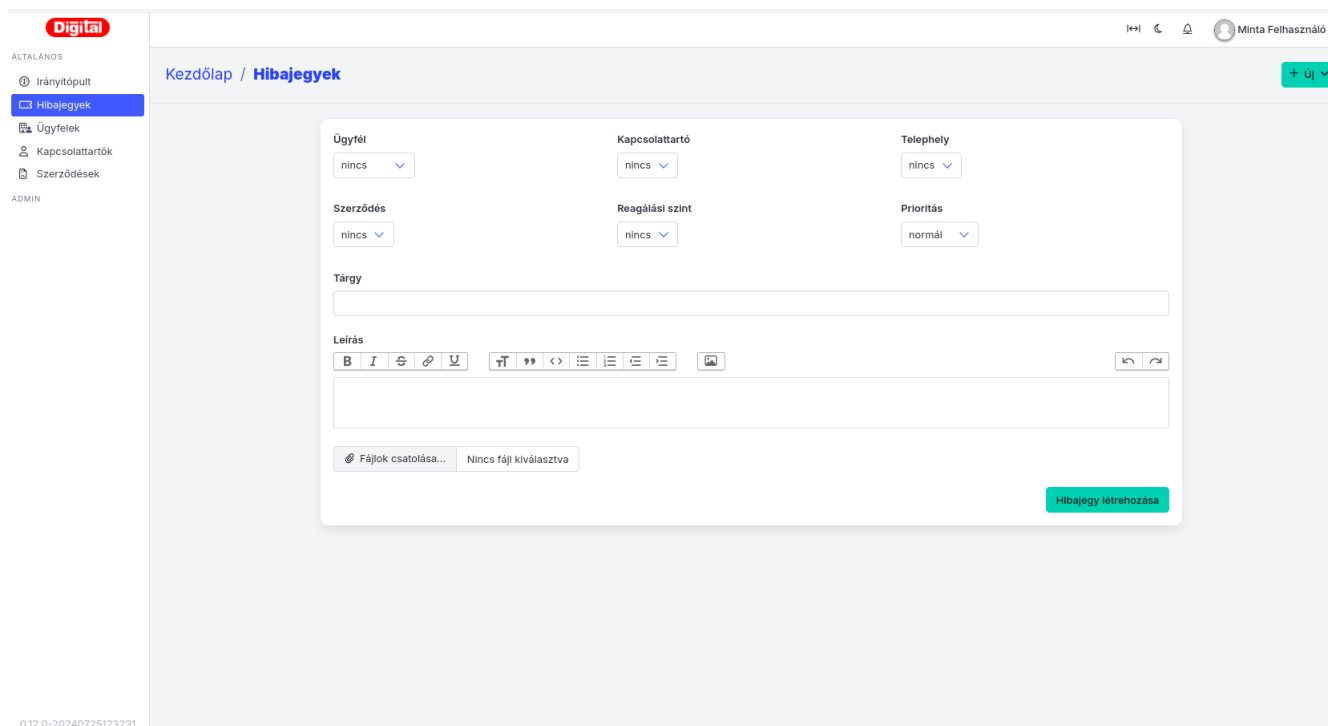 Digital
Minta Felhasználó
ÁLTALÁNOS
Irányítópult
Hibajegyek
Ügyfelek
Kapcsolattartók
Szerződések
ADMIN
Kezdőlap / Hibajegyek
+ Új
Ügyfél Kapcsolattartó Telephely
nincs nincs nincs
Szerződés Reagálási szint Prioritás
nincs nincs normál
Tárgy
Leírás
Fájlok csatolása... Nincs fájl kiválasztva
Hibajegy létrehozása
0.12.0-20240725123231